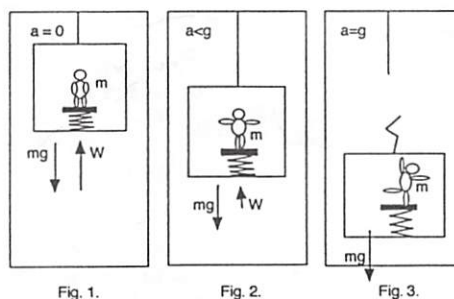 a = 0
m
mg
W
Fig. 1.
a<g
m
mg
W
Fig. 2.
a=g
m
mg
Fig. 3.